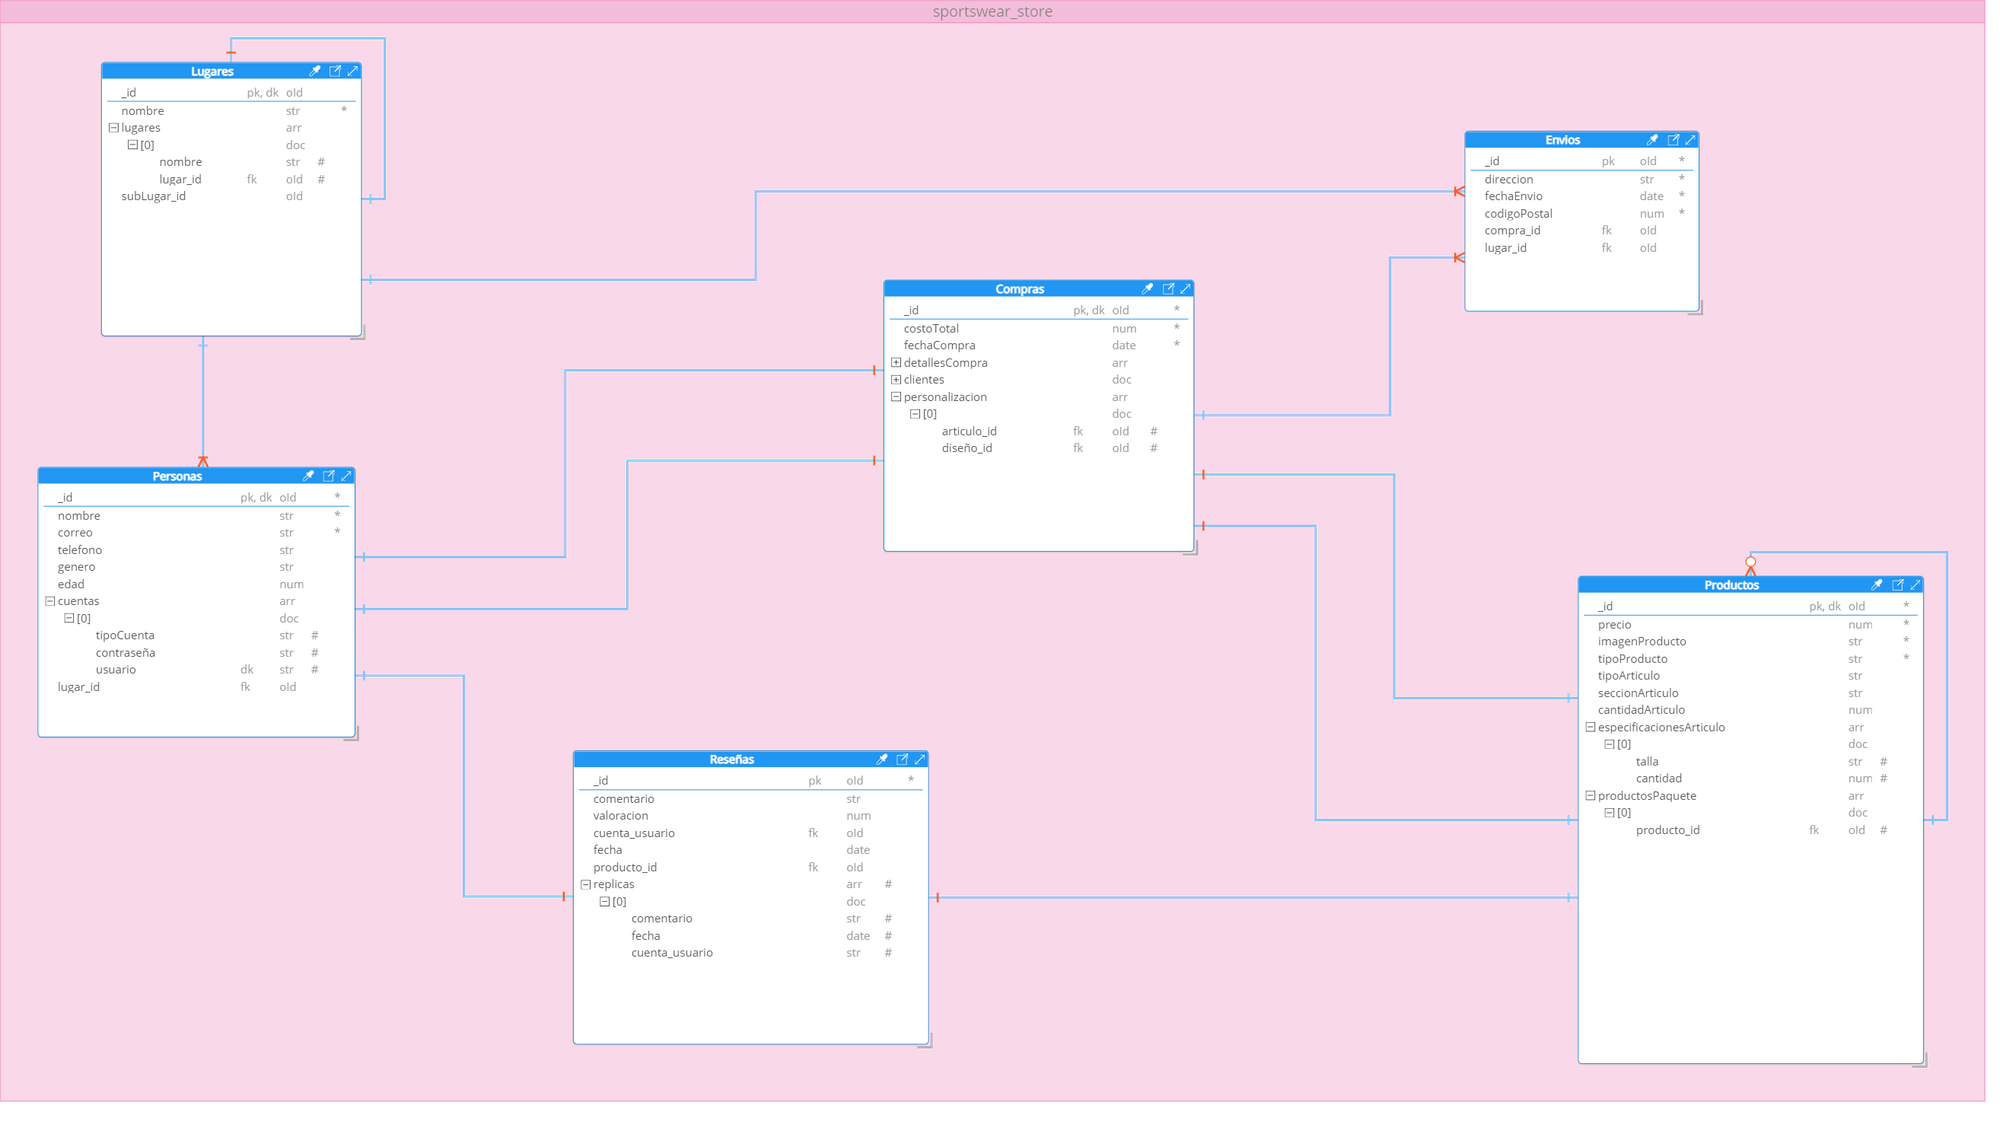 sportswear_store
Lugares
_id pk, dk oId
nombre str *
lugares arr
[0] doc
nombre str #
lugar_id fk oId #
subLugar_id oId
Envios
_id pk oId *
direccion str *
fechaEnvio date *
codigoPostal num *
compra_id fk oId
lugar_id fk oId
Compras
_id pk, dk oId *
costoTotal num *
fechaCompra date *
detallesCompra arr
clientes doc
personalizacion arr
[0] doc
articulo_id fk oId #
diseño_id fk oId #
Personas
_id pk, dk oId *
nombre str *
correo str *
telefono str
genero str
edad num
cuentas arr
[0] doc
tipoCuenta str #
contraseña str #
usuario dk str #
lugar_id fk oId
Productos
_id pk, dk oId *
precio num *
imagenProducto str *
tipoProducto str *
tipoArticulo str
seccionArticulo str
cantidadArticulo num
especificacionesArticulo arr
[0] doc
talla str #
cantidad num #
productosPaquete arr
[0] doc
producto_id fk oId #
Reseñas
_id pk oId *
comentario str
valoracion num
cuenta_usuario fk oId
fecha date
producto_id fk oId
replicas arr #
[0] doc
comentario str #
fecha date #
cuenta_usuario str #